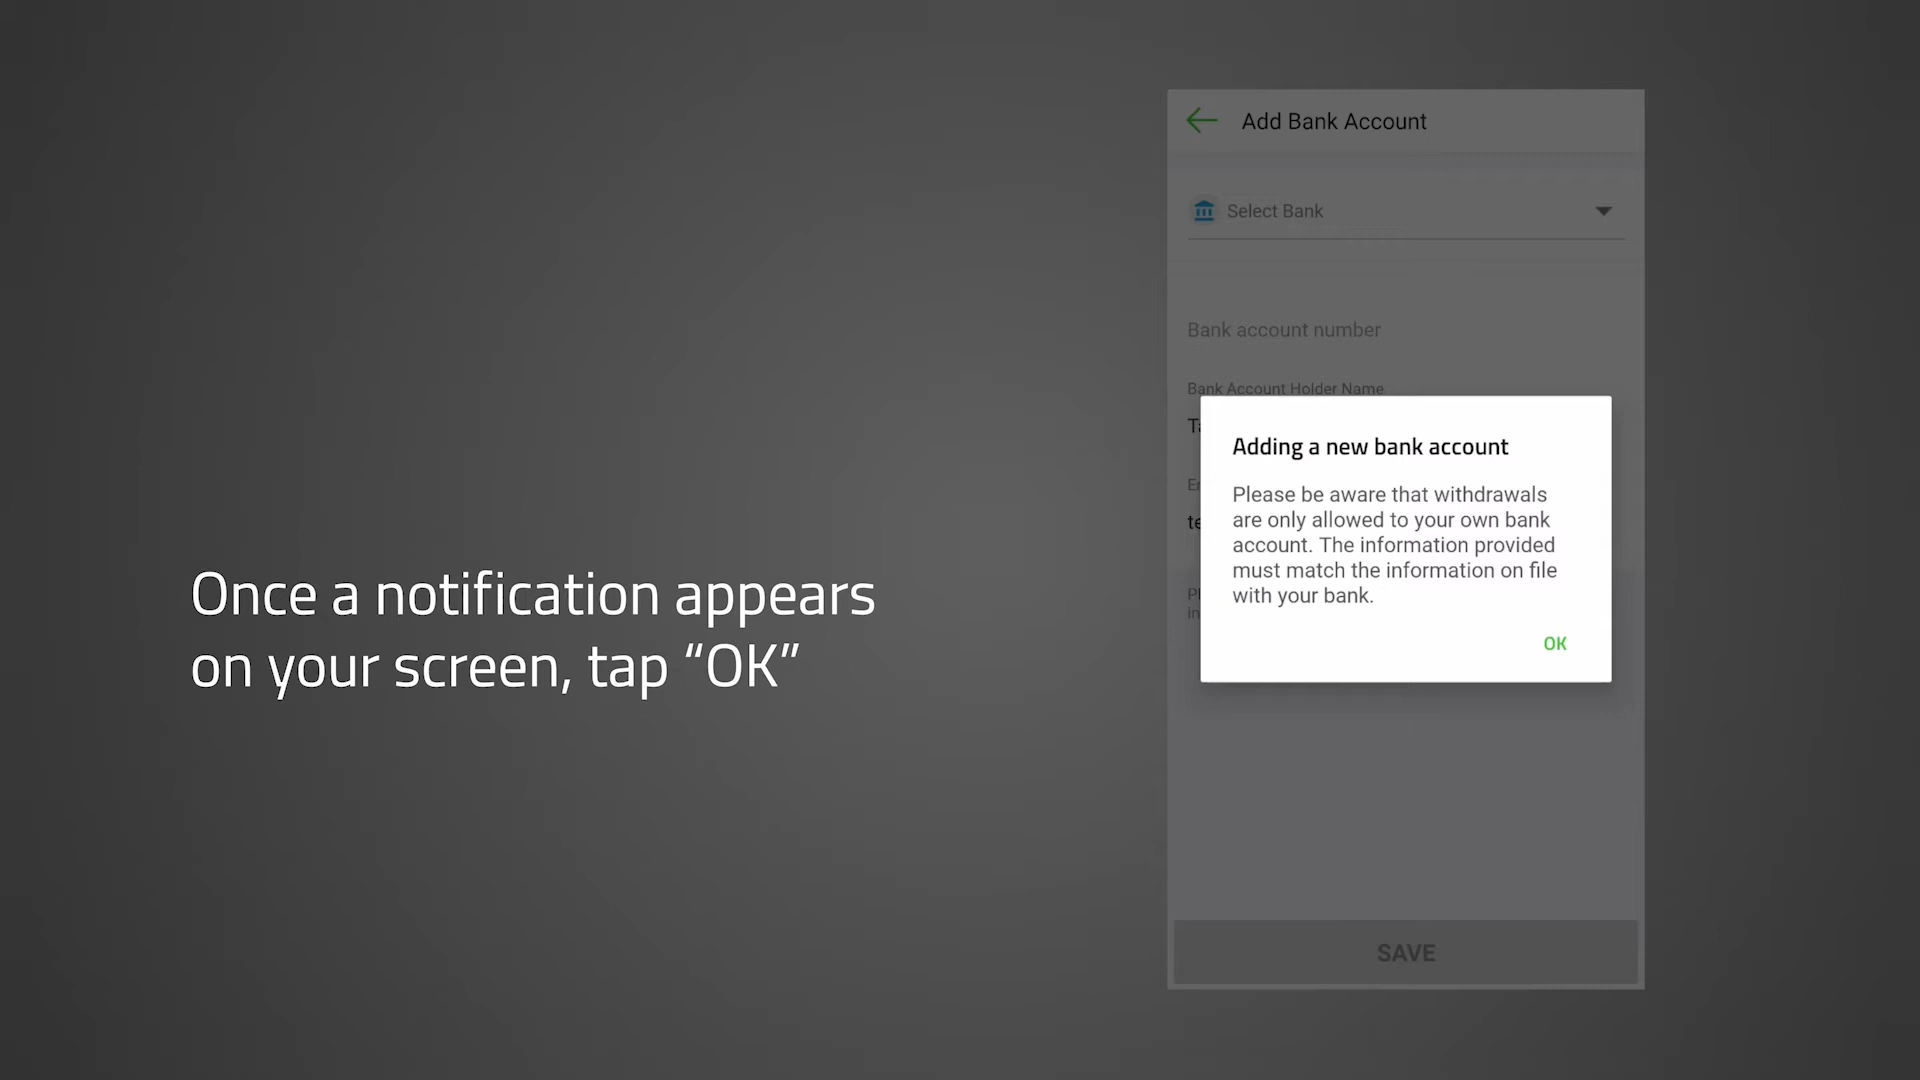 Add Bank Account
Select Bank
Bank account number
Bank Account Holder Name
Adding a new bank account
Please be aware that withdrawals
are only allowed to your own bank
account. The information provided
must match the information on file
with your bank.
OK
Once a notification appears
on your screen, tap “OK”
SAVE